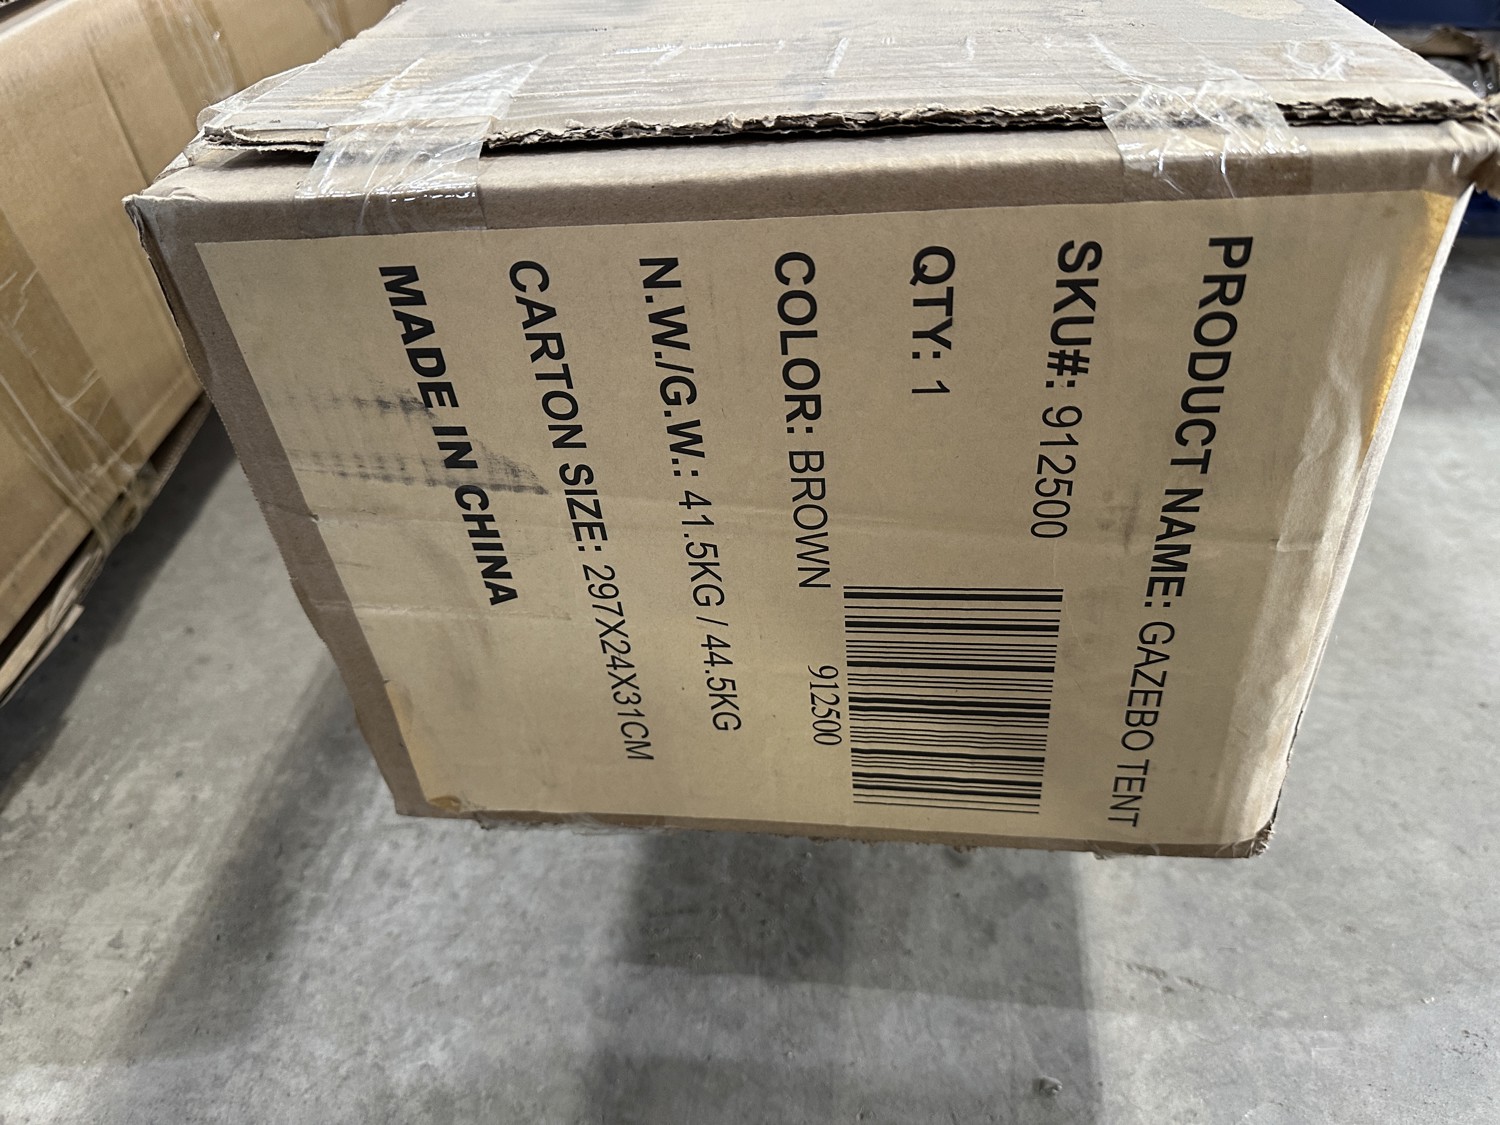 PRODUCT NAME: GAZEBO TENT
SKU#: 912500
QTY: 1
COLOR: BROWN
912500
N.W./G.W.: 41.5KG / 44.5KG
CARTON SIZE: 297X24X31CM
MADE IN CHINA